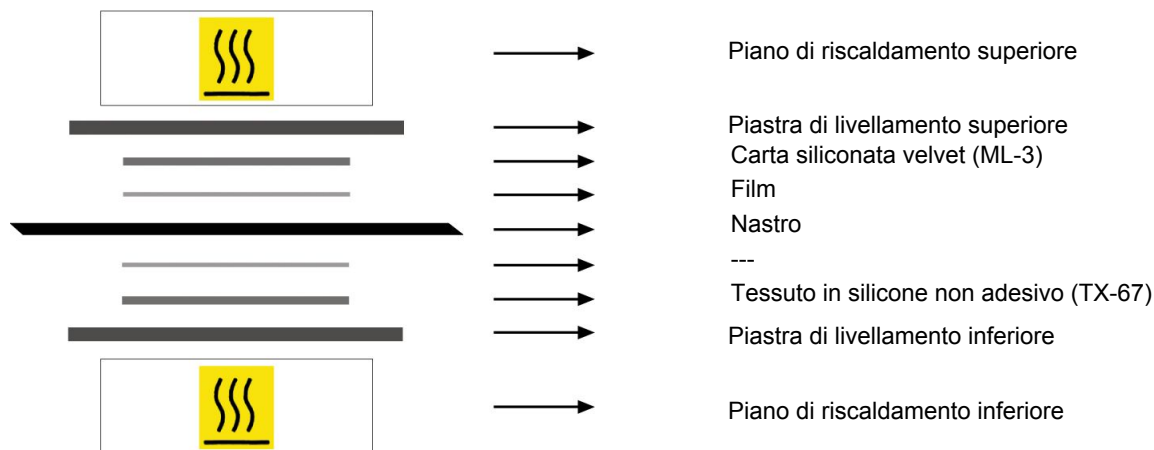 Piano di riscaldamento superiore
Piastra di livellamento superiore
Carta siliconata velvet (ML-3)
Film
Nastro
---
Tessuto in silicone non adesivo (TX-67)
Piastra di livellamento inferiore
Piano di riscaldamento inferiore